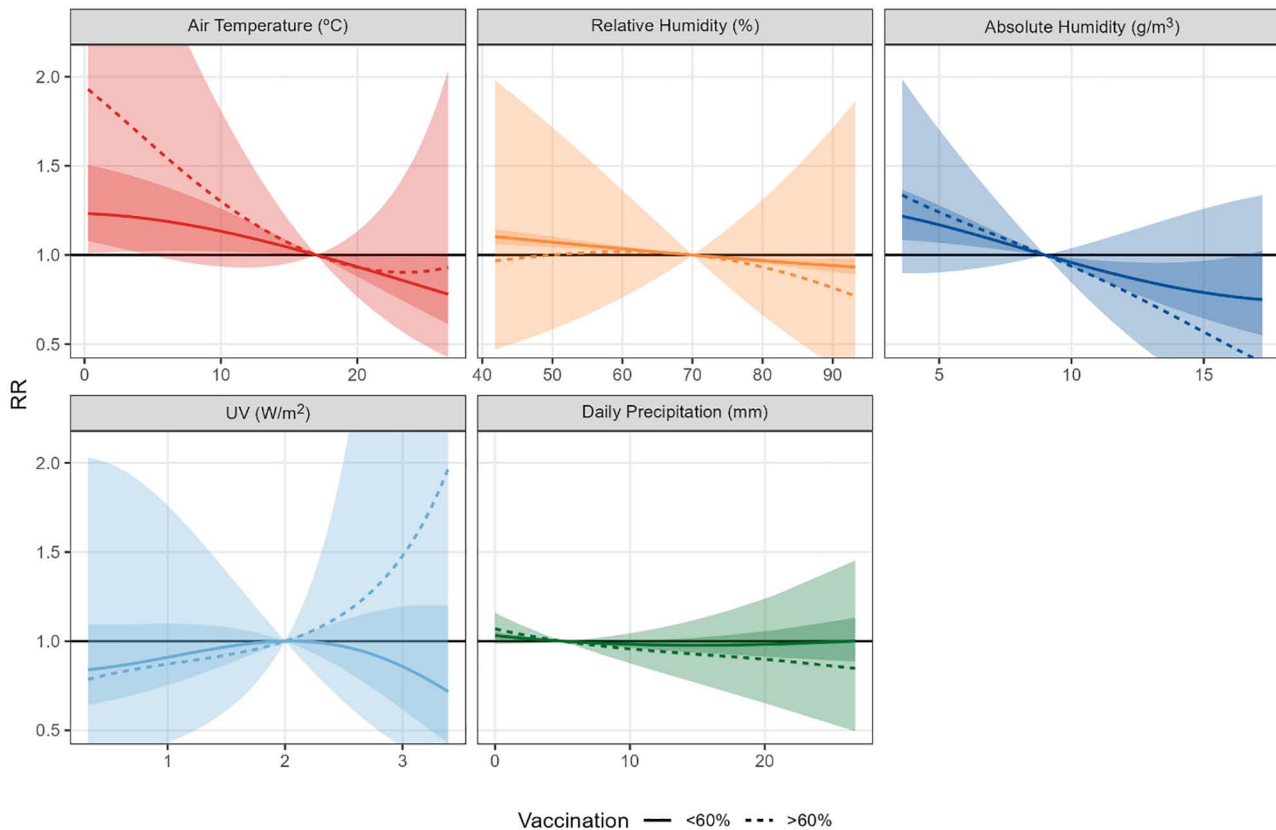 Air Temperature (ºC) Relative Humidity (%) Absolute Humidity (g/m³)
2.0
1.5
1.0
0.5
0 10 20 40 50 60 70 80 90 5 10 15
RR
UV (W/m²) Daily Precipitation (mm)
2.0
1.5
1.0
0.5
1 2 3 0 10 20
Vaccination <60% >60%